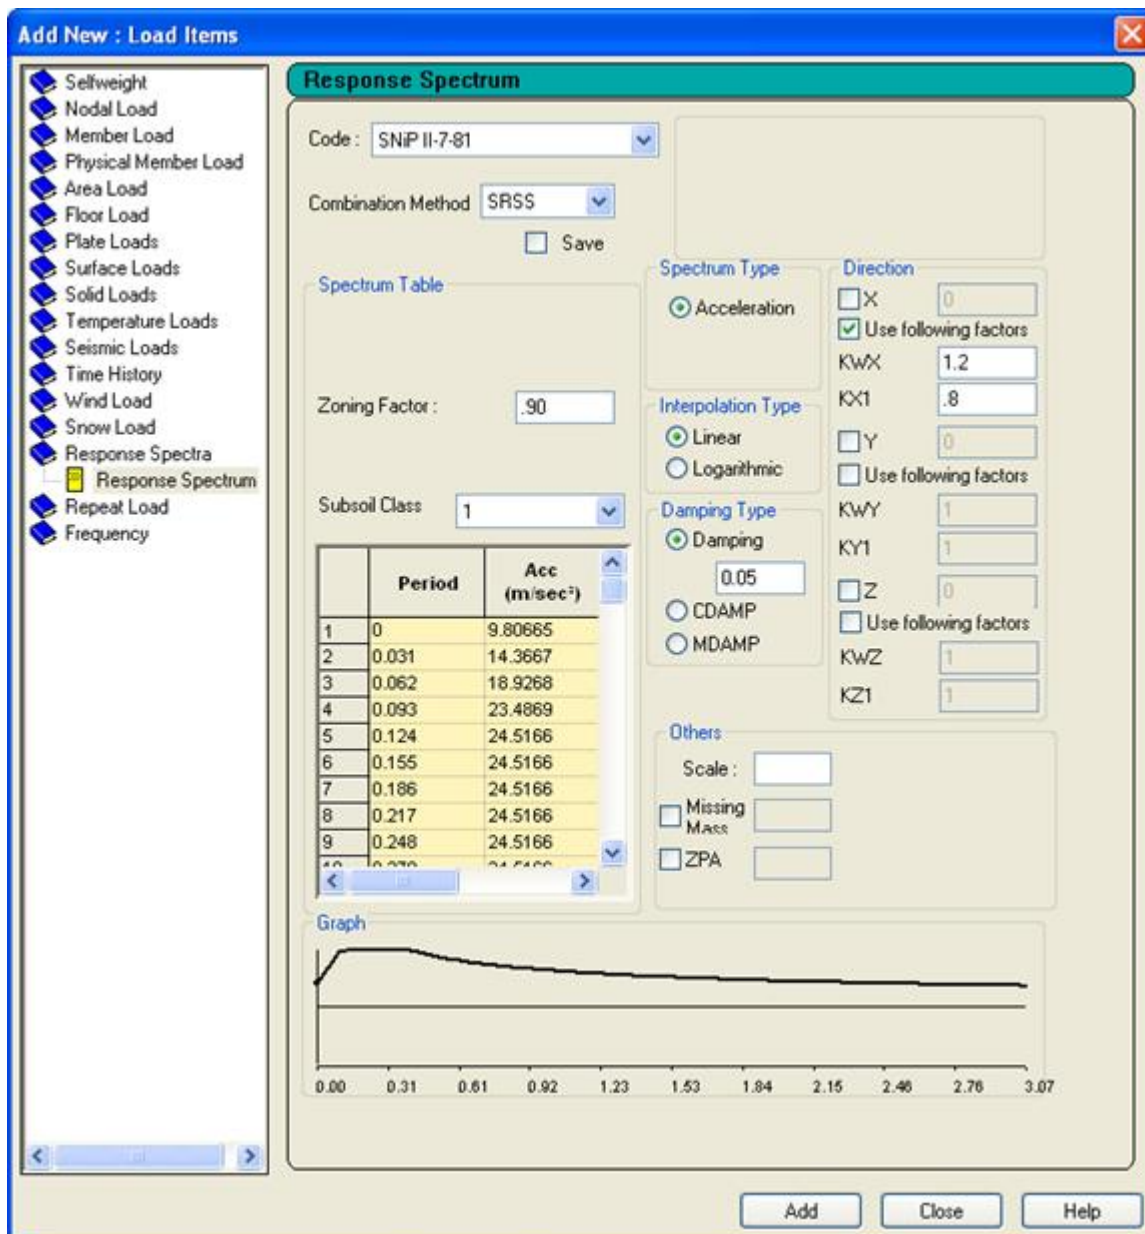 Add New : Load Items
Selfweight
Nodal Load
Member Load
Physical Member Load
Area Load
Floor Load
Plate Loads
Surface Loads
Solid Loads
Temperature Loads
Seismic Loads
Time History
Wind Load
Snow Load
Response Spectra
Response Spectrum
Repeat Load
Frequency
Response Spectrum
Code : SNiP II-7-81
Combination Method SRSS
Save
Spectrum Table
Zoning Factor : .90
Subsoil Class 1
Period Acc (m/sec²)
1 0 9.80665
2 0.031 14.3667
3 0.062 18.9268
4 0.093 23.4869
5 0.124 24.5166
6 0.155 24.5166
7 0.186 24.5166
8 0.217 24.5166
9 0.248 24.5166
Spectrum Type
Acceleration
Interpolation Type
Linear
Logarithmic
Damping Type
Damping
0.05
CDAMP
MDAMP
Direction
X 0
Use following factors
KWX 1.2
KX1 .8
Y 0
Use following factors
KWY 1
KY1 1
Z 0
Use following factors
KWZ 1
KZ1 1
Others
Scale :
Missing
Mass
ZPA
Graph
0.00 0.31 0.61 0.92 1.23 1.53 1.84 2.15 2.46 2.76 3.07
Add Close Help